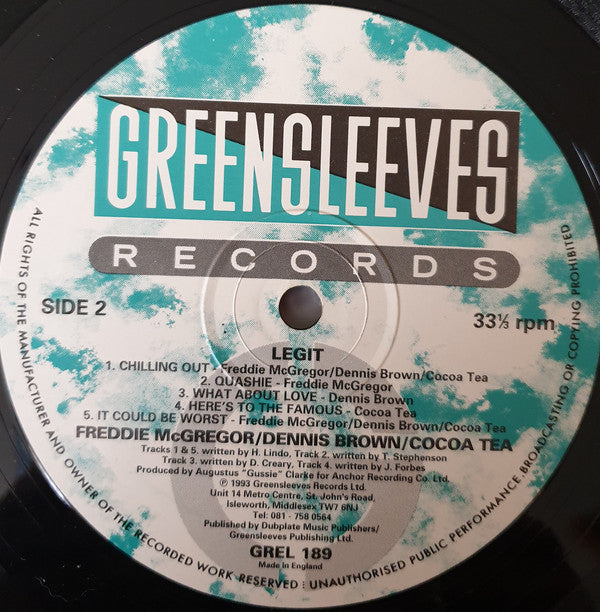 GREENSLEEVES
RECORDS
SIDE 2
33⅓ rpm
LEGIT
1. CHILLING OUT - Freddie McGregor/Dennis Brown/Cocoa Tea
2. QUASHIE - Freddie McGregor
3. WHAT ABOUT LOVE - Dennis Brown
4. HERE'S TO THE FAMOUS - Cocoa Tea
5. IT COULD BE WORST - Freddie McGregor/Dennis Brown/Cocoa Tea
FREDDIE McGREGOR/DENNIS BROWN/COCOA TEA
Tracks 1 & 5. written by H. Lindo, Track 2. written by T. Stephenson
Track 3. written by D. Creary, Track 4. written by J. Forbes
Produced by Augustus "Gussie" Clarke for Anchor Recording Co. Ltd.
℗ 1993 Greensleeves Records Ltd.
Unit 14 Metro Centre, St. John's Road,
Isleworth, Middlesex TW7 6NJ
Tel: 081 - 758 0564
Published by Dubplate Music Publishers/
Greensleeves Publishing Ltd.
GREL 189
Made in England
ALL RIGHTS OF THE MANUFACTURER AND OWNER OF THE RECORDED WORK RESERVED : UNAUTHORISED PUBLIC PERFORMANCE.BROADCASTING OR COPYING PROHIBITED